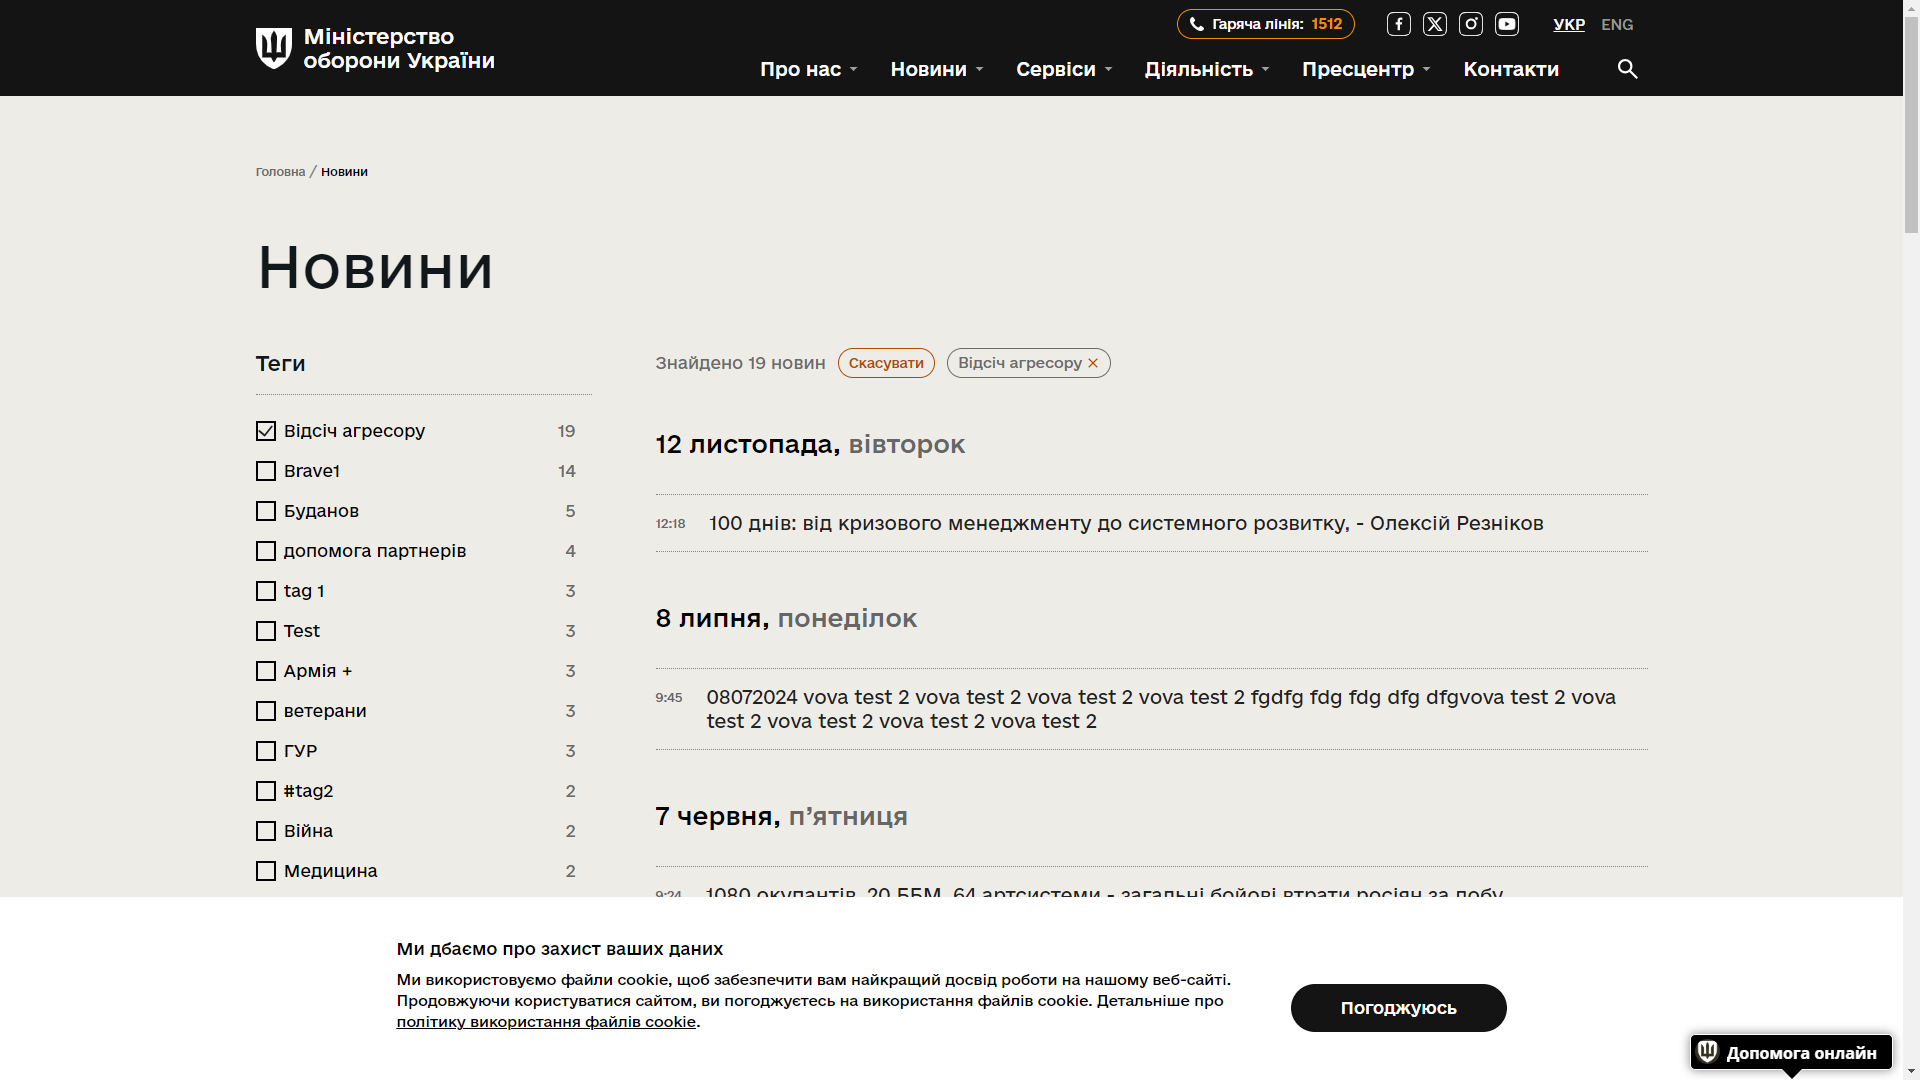 Міністерство
оборони України
Гаряча лінія: 1512
УКР ENG
Про нас Новини Сервіси Діяльність Пресцентр Контакти
Головна / Новини
Новини
Теги
Відсіч агресору 19
Brave1 14
Буданов 5
допомога партнерів 4
tag 1 3
Test 3
Армія + 3
ветерани 3
ГУР 3
#tag2 2
Війна 2
Медицина 2
Знайдено 19 новин Скасувати Відсіч агресору
12 листопада, вівторок
12:18 100 днів: від кризового менеджменту до системного розвитку, - Олексій Резніков
8 липня, понеділок
9:45 08072024 vova test 2 vova test 2 vova test 2 vova test 2 fgdfg fdg fdg dfg dfgvova test 2 vova
test 2 vova test 2 vova test 2 vova test 2
7 червня, п’ятниця
9:24 1080 окупантів, 20 ББМ, 64 артсистеми - загальні бойові втрати росіян за добу
Ми дбаємо про захист ваших даних
Ми використовуємо файли cookie, щоб забезпечити вам найкращий досвід роботи на нашому веб-сайті.
Продовжуючи користуватися сайтом, ви погоджуєтесь на використання файлів cookie. Детальніше про
політику використання файлів cookie.
Погоджуюсь
Допомога онлайн